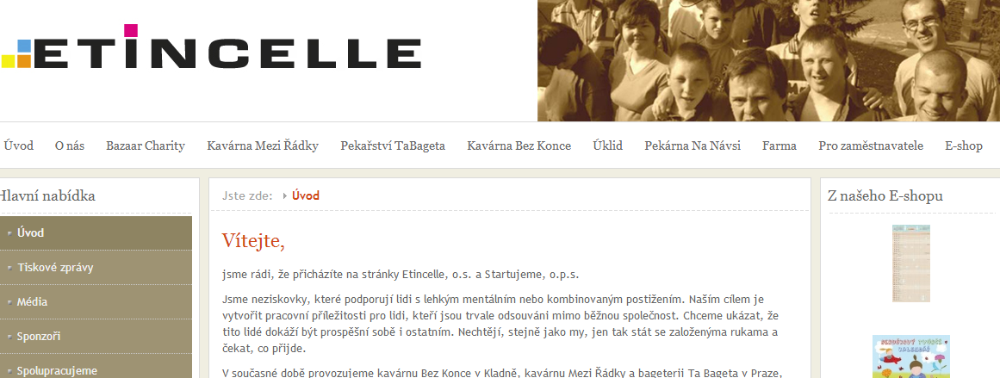 ETINCELLE
Úvod O nás Bazaar Charity Kavárna Mezi Řádky Pekařství TaBageta Kavárna Bez Konce Úklid Pekárna Na Návsi Farma Pro zaměstnavatele E-shop
Hlavní nabídka
Úvod
Tiskové zprávy
Média
Sponzoři
Spolupracujeme
Jste zde: Úvod
Vítejte,
jsme rádi, že přicházíte na stránky Etincelle, o.s. a Startujeme, o.p.s.
Jsme neziskovky, které podporují lidi s lehkým mentálním nebo kombinovaným postižením. Naším cílem je
vytvořit pracovní příležitosti pro lidi, kteří jsou trvale odsouváni mimo běžnou společnost. Chceme ukázat, že
tito lidé dokáží být prospěšní sobě i ostatním. Nechtějí, stejně jako my, jen tak stát se založenýma rukama a
čekat, co přijde.
V současné době provozujeme kavárnu Bez Konce v Kladně, kavárnu Mezi Řádky a bageterii Ta Bageta v Praze,
Z našeho E-shopu